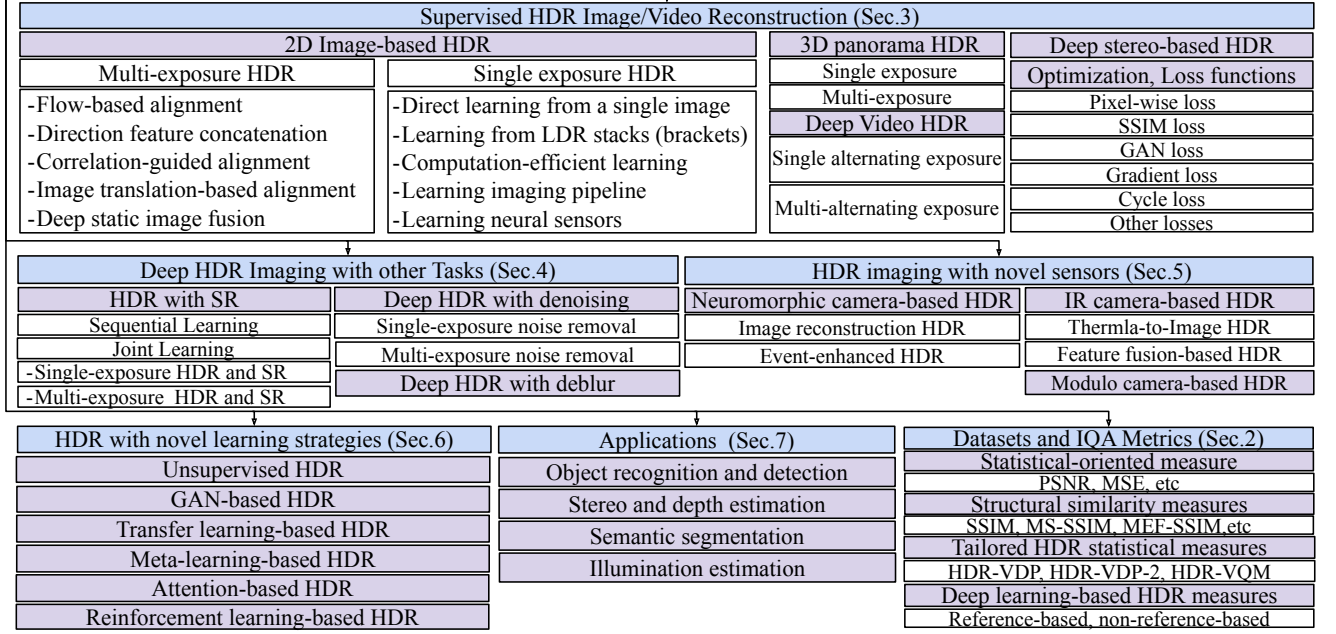 Supervised HDR Image/Video Reconstruction (Sec.3)
2D Image-based HDR
Multi-exposure HDR
-Flow-based alignment
-Direction feature concatenation
-Correlation-guided alignment
-Image translation-based alignment
-Deep static image fusion
Single exposure HDR
-Direct learning from a single image
-Learning from LDR stacks (brackets)
-Computation-efficient learning
-Learning imaging pipeline
-Learning neural sensors
3D panorama HDR
Single exposure
Multi-exposure
Deep Video HDR
Single alternating exposure
Multi-alternating exposure
Deep stereo-based HDR
Optimization, Loss functions
Pixel-wise loss
SSIM loss
GAN loss
Gradient loss
Cycle loss
Other losses
Deep HDR Imaging with other Tasks (Sec.4)
HDR with SR
Sequential Learning
Joint Learning
-Single-exposure HDR and SR
-Multi-exposure HDR and SR
Deep HDR with denoising
Single-exposure noise removal
Multi-exposure noise removal
Deep HDR with deblur
HDR imaging with novel sensors (Sec.5)
Neuromorphic camera-based HDR
Image reconstruction HDR
Event-enhanced HDR
IR camera-based HDR
Thermla-to-Image HDR
Feature fusion-based HDR
Modulo camera-based HDR
HDR with novel learning strategies (Sec.6)
Unsupervised HDR
GAN-based HDR
Transfer learning-based HDR
Meta-learning-based HDR
Attention-based HDR
Reinforcement learning-based HDR
Applications (Sec.7)
Object recognition and detection
Stereo and depth estimation
Semantic segmentation
Illumination estimation
Datasets and IQA Metrics (Sec.2)
Statistical-oriented measure
PSNR, MSE, etc
Structural similarity measures
SSIM, MS-SSIM, MEF-SSIM,etc
Tailored HDR statistical measures
HDR-VDP, HDR-VDP-2, HDR-VQM
Deep learning-based HDR measures
Reference-based, non-reference-based